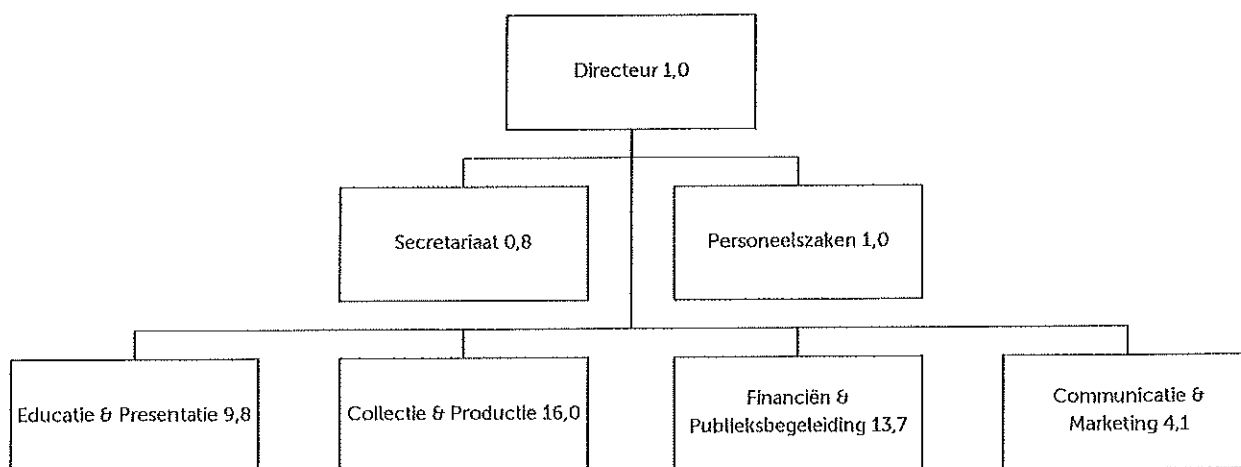 Directeur 1,0
Secretariaat 0,8
Personeelszaken 1,0
Educatie & Presentatie 9,8
Collectie & Productie 16,0
Financiën &
Publieksbegeleiding 13,7
Communicatie &
Marketing 4,1